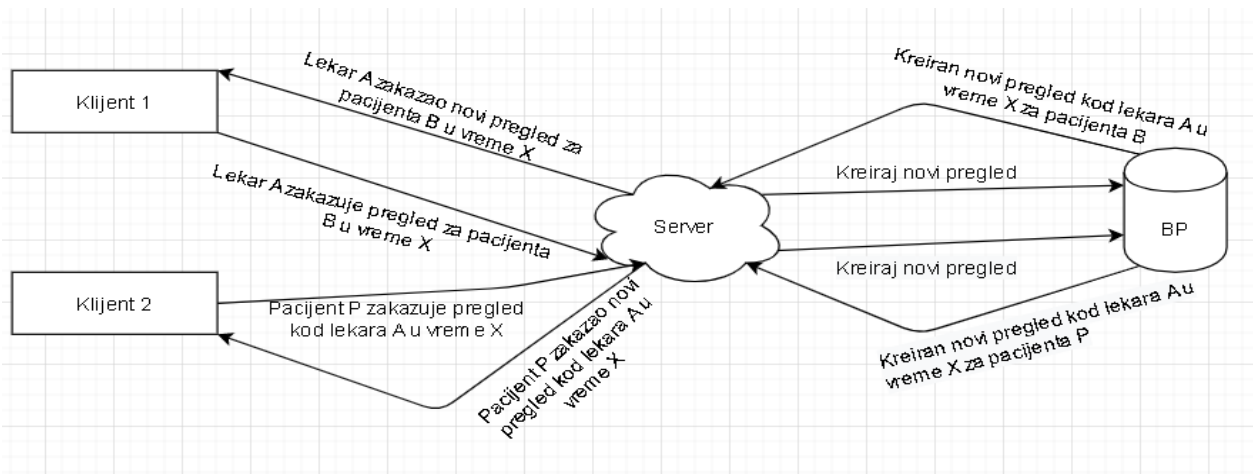 Klijent 1
Lekar A zakazao novi pregled za
pacijenta B u vreme X
Lekar A zakazuje pregled za pacijenta
B u vreme X
Klijent 2
Pacijent P zakazuje pregled
kod lekara A u vreme X
Pacijent P zakazao novi
pregled kod lekara A u
vreme X
Server
Kreiran novi pregled kod lekara A u
vreme X za pacijenta B
Kreiraj novi pregled
BP
Kreiraj novi pregled
Kreiran novi pregled kod lekara A u
vreme X za pacijenta P